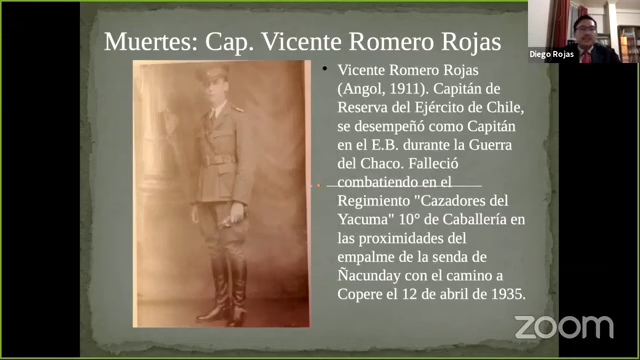 Muertes: Cap. Vicente Romero Rojas
Diego Rojas
• Vicente Romero Rojas
(Angol, 1911). Capitán de
Reserva del Ejército de Chile,
se desempeñó como Capitán
en el E.B. durante la Guerra
del Chaco. Falleció
combatiendo en el
Regimiento "Cazadores del
Yacuma" 10° de Caballería en
las proximidades del
empalme de la senda de
Ñacunday con el camino a
Copere el 12 de abril de 1935.
zoom